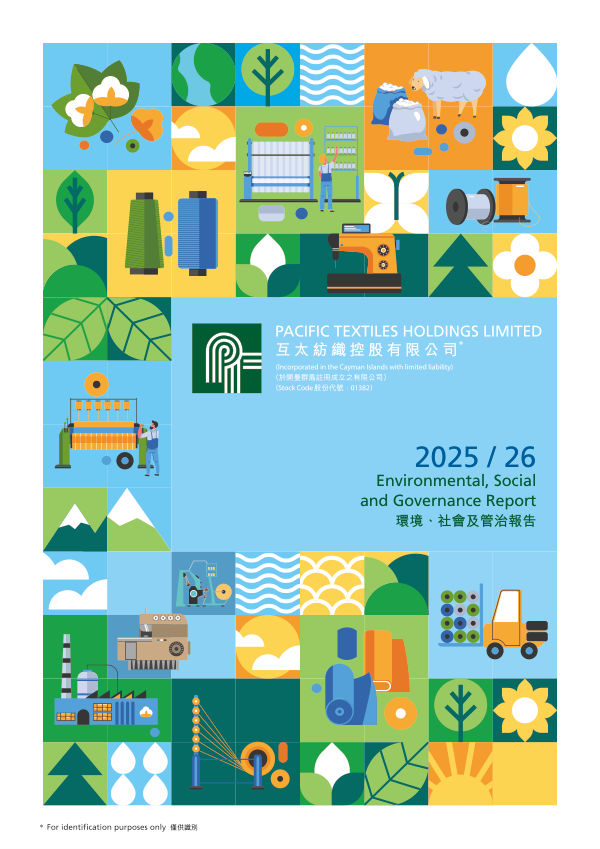 PACIFIC TEXTILES HOLDINGS LIMITED
互太紡織控股有限公司*
(Incorporated in the Cayman Islands with limited liability)
(於開曼群島註冊成立之有限公司)
(Stock Code 股份代號：01382)
2025 / 26
Environmental, Social
and Governance Report
環境、社會及管治報告
* For identification purposes only 僅供識別